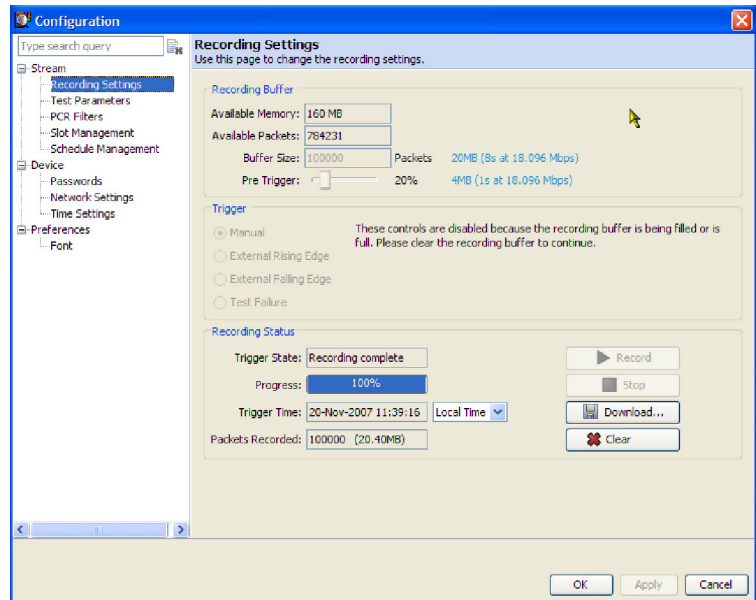 Configuration
Type search query
Stream
Recording Settings
Test Parameters
PCR Filters
Slot Management
Schedule Management
Device
Passwords
Network Settings
Time Settings
Preferences
Font
Recording Settings
Use this page to change the recording settings.
Recording Buffer
Available Memory: 160 MB
Available Packets: 784231
Buffer Size: 100000 Packets 20MB (8s at 18.096 Mbps)
Pre Trigger: 20% 4MB (1s at 18.096 Mbps)
Trigger
Manual
External Rising Edge
External Falling Edge
Test Failure
These controls are disabled because the recording buffer is being filled or is
full. Please clear the recording buffer to continue.
Recording Status
Trigger State: Recording complete
Progress: 100%
Trigger Time: 20-Nov-2007 11:39:16 Local Time
Packets Recorded: 100000 (20.40MB)
Record
Stop
Download...
Clear
OK
Apply
Cancel